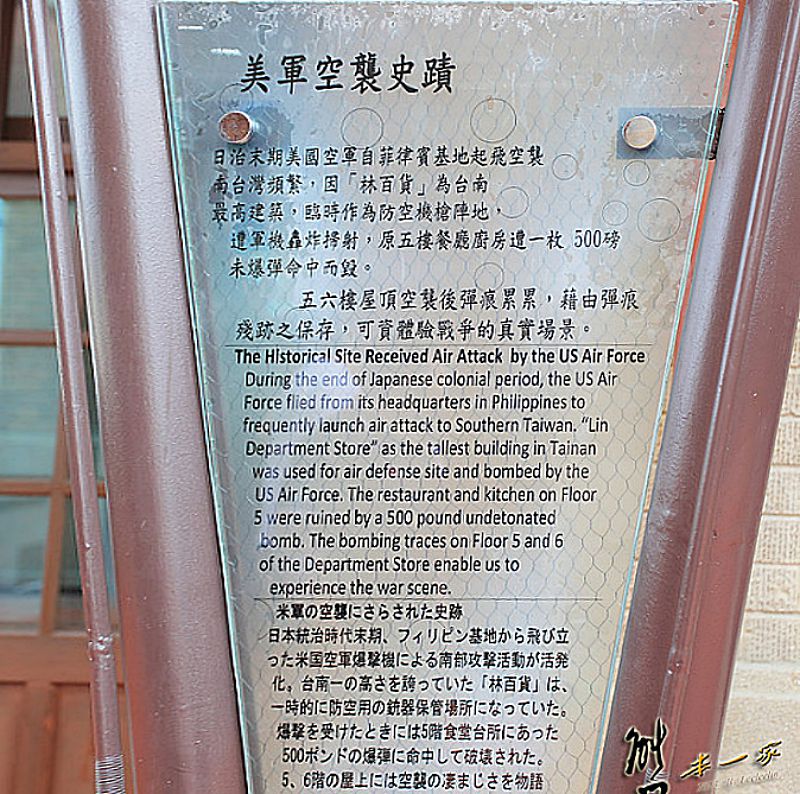 美軍空襲史蹟
日治末期美國空軍自菲律賓基地起飛空襲
南台灣頻繁，因「林百貨」為台南
最高建築，臨時作為防空機槍陣地，
遭軍機轟炸掃射，原五樓餐廳廚房遭一枚 500磅
未爆彈命中而毀。
五六樓屋頂空襲後彈痕累累，藉由彈痕
殘跡之保存，可資體驗戰爭的真實場景。
The Historical Site Received Air Attack by the US Air Force
During the end of Japanese colonial period, the US Air
Force flied from its headquarters in Philippines to
frequently launch air attack to Southern Taiwan. “Lin
Department Store” as the tallest building in Tainan
was used for air defense site and bombed by the
US Air Force. The restaurant and kitchen on Floor
5 were ruined by a 500 pound undetonated
bomb. The bombing traces on Floor 5 and 6
of the Department Store enable us to
experience the war scene.
米軍の空襲にさらされた史跡
日本統治時代末期、フィリピン基地から飛び立
った米国空軍爆撃機による南部攻撃活動が活発
化。台南一の高さを誇っていた「林百貨」は、
一時的に防空用の銃器保管場所になっていた。
爆撃を受けたときには5階食堂台所にあった
500ポンドの爆弾に命中して破壊された。
5、6階の屋上には空襲の凄まじさを物語